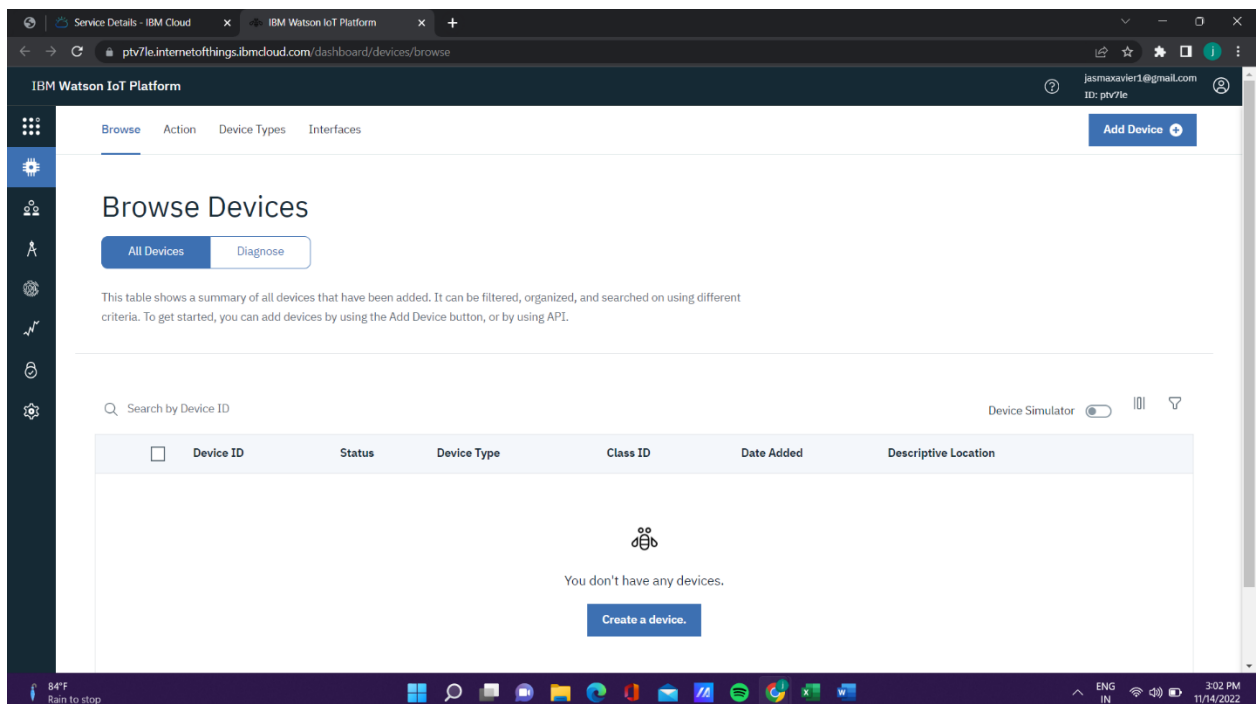 Service Details - IBM Cloud
IBM Watson IoT Platform
ptv7le.internetofthings.ibmcloud.com/dashboard/devices/browse
j
IBM Watson IoT Platform
jasmaxavier1@gmail.com
ID: ptv7le
Browse Action Device Types Interfaces
Add Device
Browse Devices
All Devices Diagnose
This table shows a summary of all devices that have been added. It can be filtered, organized, and searched on using different
criteria. To get started, you can add devices by using the Add Device button, or by using API.
Search by Device ID
Device Simulator
Device ID Status Device Type Class ID Date Added Descriptive Location
You don't have any devices.
Create a device.
84°F
Rain to stop
ENG
IN
3:02 PM
11/14/2022